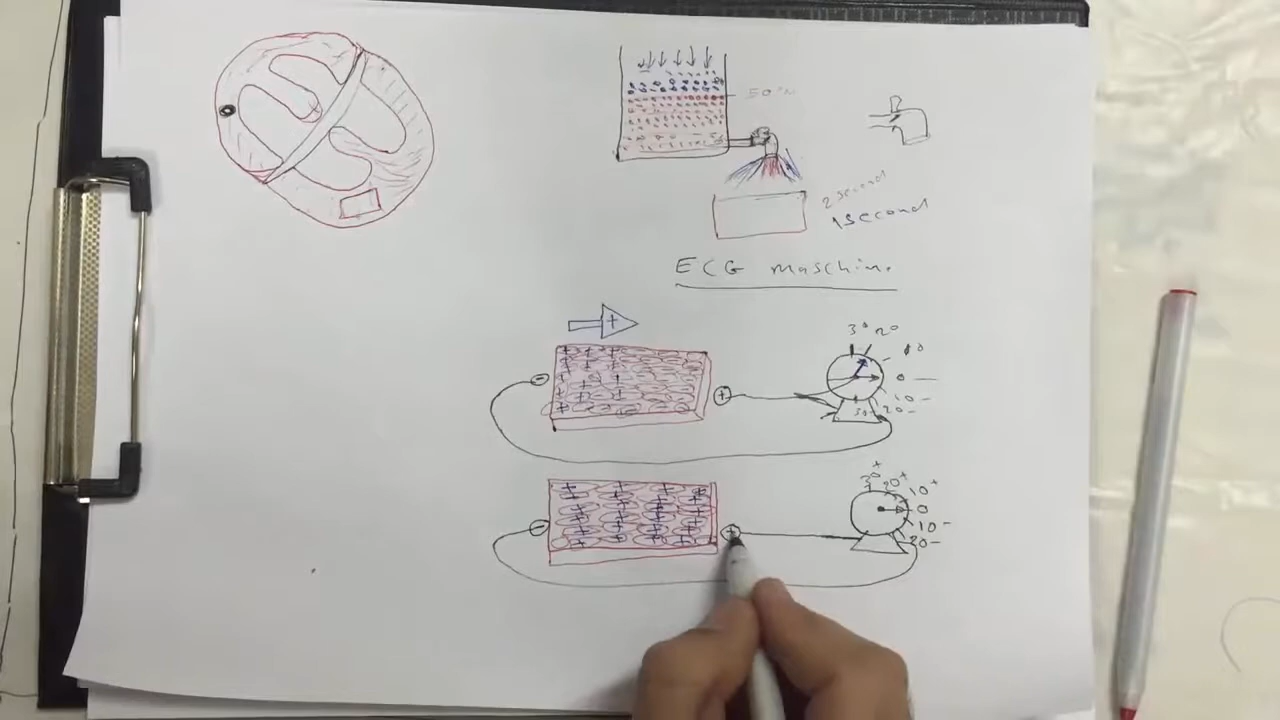 50
2 second
1 second
ECG maschine
+
30 20
10
- + 0 -
10 -
30- 20 -
30+ 20+ 10+
- + 0
10 -
20 -